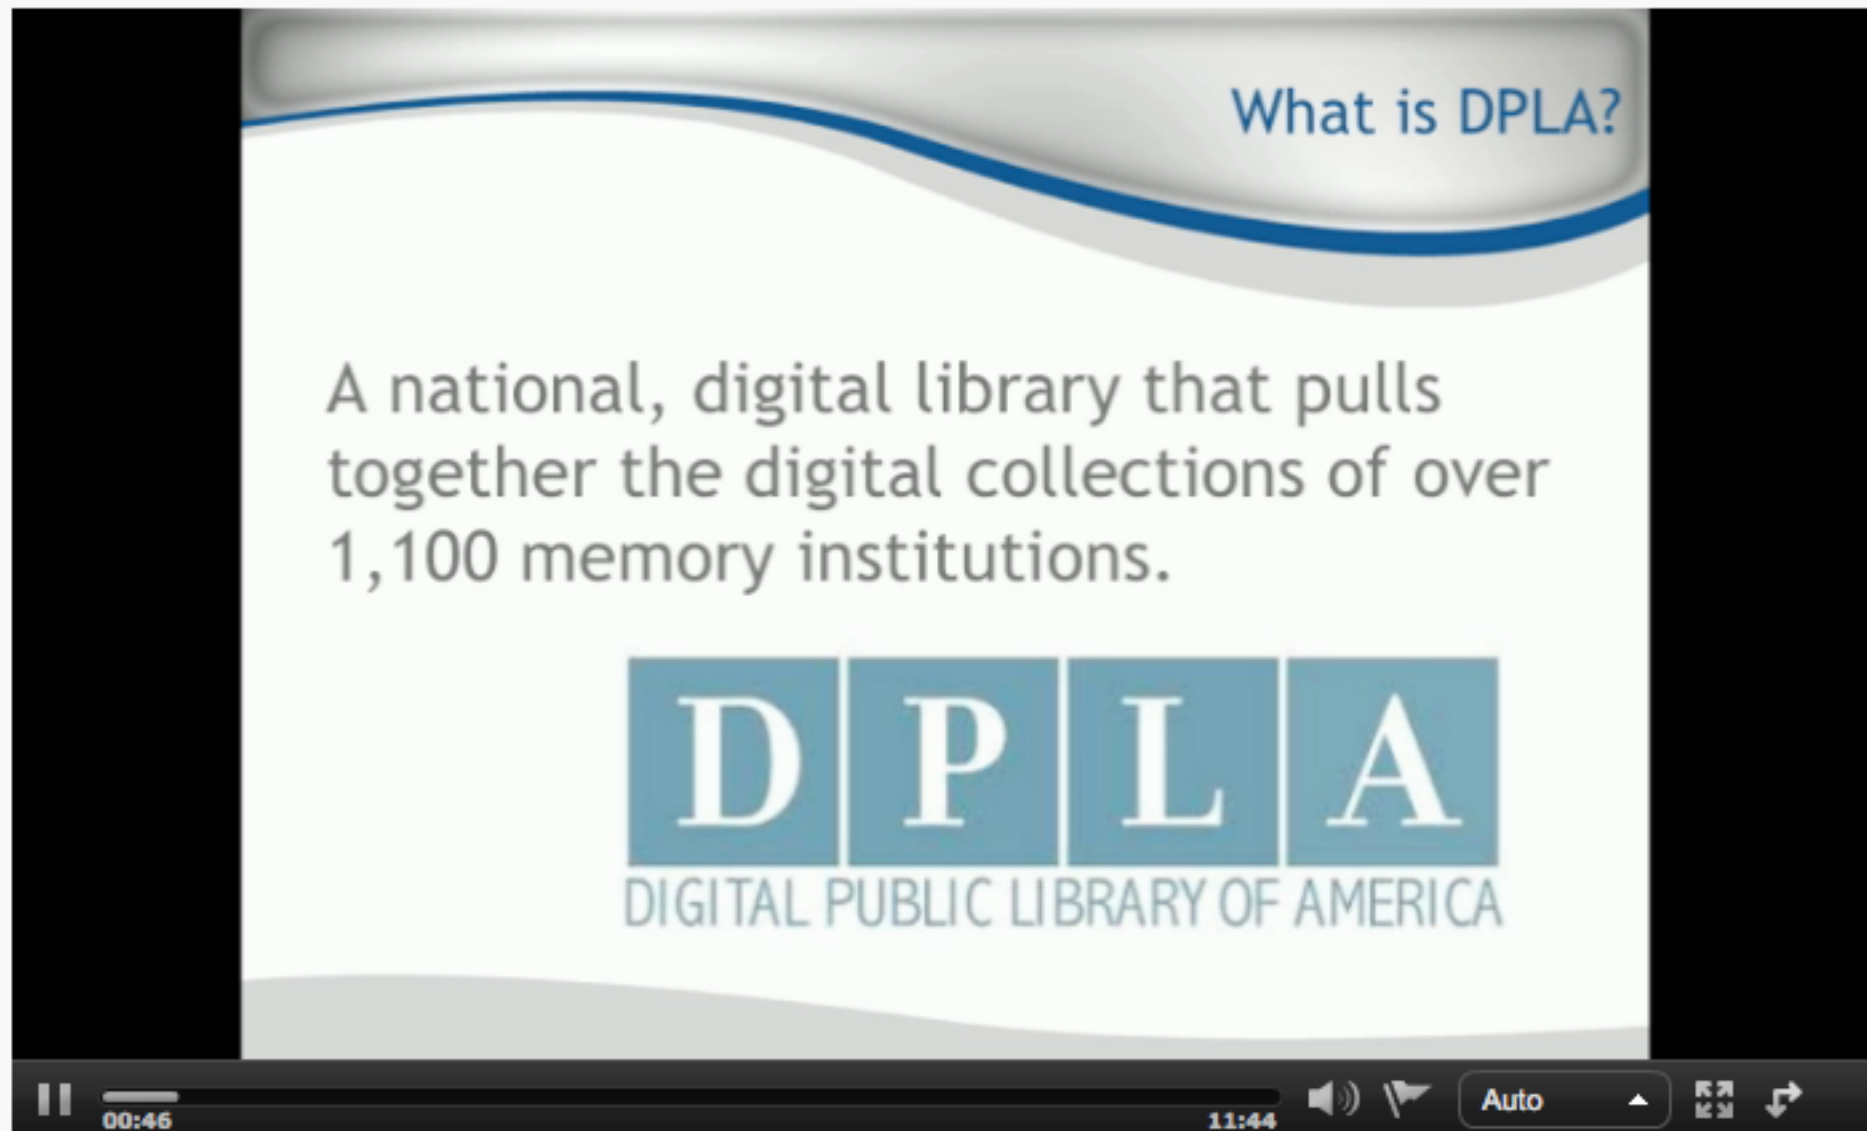 What is DPLA?
A national, digital library that pulls
together the digital collections of over
1,100 memory institutions.
D P L A
DIGITAL PUBLIC LIBRARY OF AMERICA
00:46
11:44
Auto